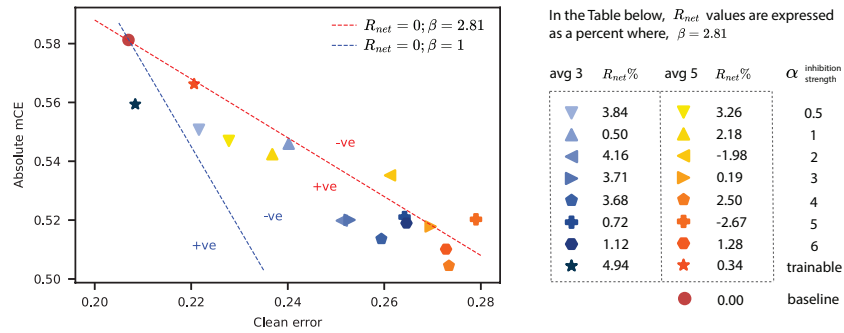 R_net = 0; β = 2.81
R_net = 0; β = 1
0.58
0.56
0.54
0.52
0.50
Absolute mCE
-ve
+ve
-ve
+ve
0.20 0.22 0.24 0.26 0.28
Clean error
In the Table below, R_net values are expressed
as a percent where, β = 2.81
avg 3 R_net% avg 5 R_net% α inhibition strength
3.84 3.26 0.5
0.50 2.18 1
4.16 -1.98 2
3.71 0.19 3
3.68 2.50 4
0.72 -2.67 5
1.12 1.28 6
4.94 0.34 trainable
0.00 baseline